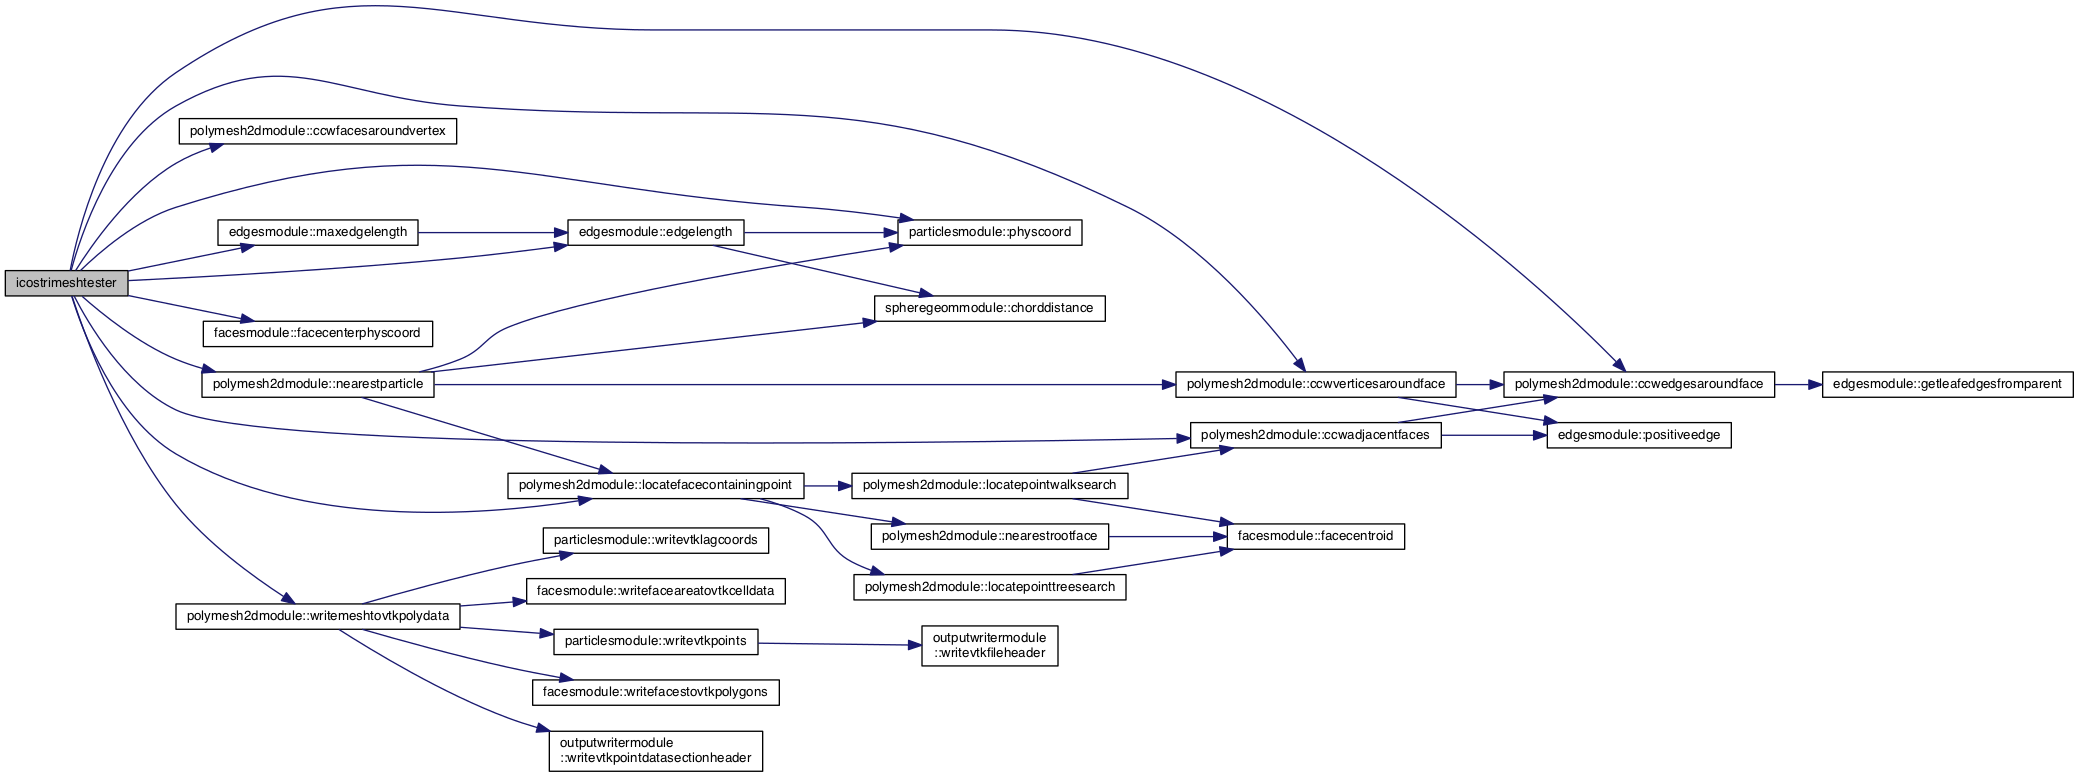 polymesh2dmodule::ccwfacesaroundvertex
edgesmodule::maxedgelength
edgesmodule::edgelength
particlesmodule::physcoord
icostrimeshtester
spheregeommodule::chorddistance
facesmodule::facecenterphyscoord
polymesh2dmodule::nearestparticle
polymesh2dmodule::ccwverticesaroundface
polymesh2dmodule::ccwedgesaroundface
edgesmodule::getleafedgesfromparent
polymesh2dmodule::ccwadjacentfaces
edgesmodule::positiveedge
polymesh2dmodule::locatefacecontainingpoint
polymesh2dmodule::locatepointwalksearch
particlesmodule::writevtklagcoords
polymesh2dmodule::nearestrootface
facesmodule::facecentroid
facesmodule::writefaceareatovtkcelldata
polymesh2dmodule::locatepointtreesearch
polymesh2dmodule::writemeshtovtkpolydata
particlesmodule::writevtkpoints
outputwritermodule
::writevtkfileheader
facesmodule::writefacestovtkpolygons
outputwritermodule
::writevtkpointdatasectionheader